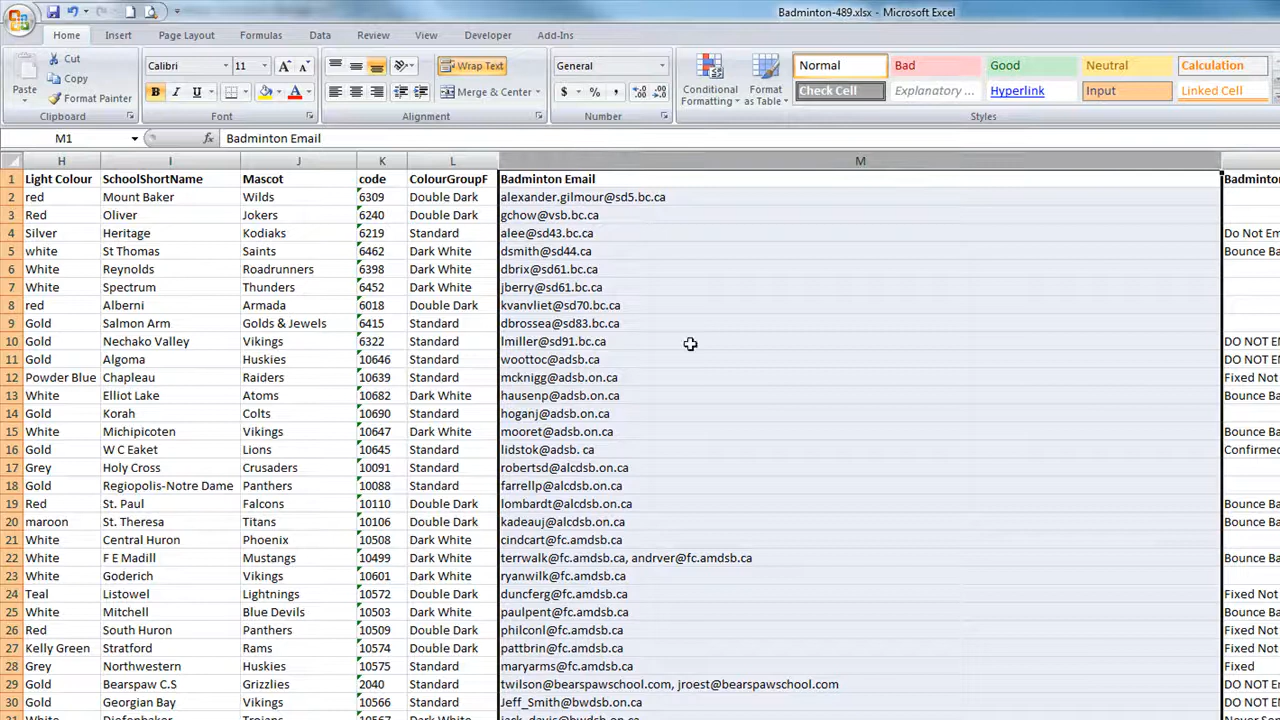 Badminton-489.xlsx - Microsoft Excel
Home Insert Page Layout Formulas Data Review View Developer Add-Ins
Cut
Copy
Format Painter
Paste
Clipboard
Calibri 11
B I U A
Font
Wrap Text
Merge & Center
Alignment
General
$ % ,
Number
Conditional Formatting
Format as Table
Normal Bad Good Neutral Calculation
Check Cell Explanatory ... Hyperlink Input Linked Cell
Styles
M1 fx Badminton Email
H I J K L M
1 Light Colour SchoolShortName Mascot code ColourGroupF Badminton Email
2 red Mount Baker Wilds 6309 Double Dark alexander.gilmour@sd5.bc.ca
3 Red Oliver Jokers 6240 Double Dark gchow@vsb.bc.ca
4 Silver Heritage Kodiaks 6219 Standard alee@sd43.bc.ca Do Not Em
5 white St Thomas Saints 6462 Dark White dsmith@sd44.bc.ca Bounce Ba
6 White Reynolds Roadrunners 6398 Dark White dbrix@sd61.bc.ca
7 White Spectrum Thunders 6452 Dark White jberry@sd61.bc.ca
8 red Alberni Armada 6018 Double Dark kvanvliet@sd70.bc.ca
9 Gold Salmon Arm Golds & Jewels 6415 Standard dbrossea@sd83.bc.ca
10 Gold Nechako Valley Vikings 6322 Standard lmiller@sd91.bc.ca
11 Gold Algoma Huskies 10646 Standard woottoc@adsb.ca
12 Powder Blue Chapleau Raiders 10639 Standard mcknigg@adsb.on.ca Fixed Not
13 White Elliot Lake Atoms 10682 Dark White hausenp@adsb.on.ca Bounce Ba
14 Gold Korah Colts 10690 Standard hoganj@adsb.on.ca
15 White Michipicoten Vikings 10647 Dark White mooret@adsb.on.ca Bounce Ba
16 Gold W C Eaket Lions 10645 Standard lidstok@adsb. ca Confirmed
17 Grey Holy Cross Crusaders 10091 Standard robertsd@alcdsb.on.ca
18 Gold Regiopolis-Notre Dame Panthers 10088 Standard farrellp@alcdsb.on.ca
19 Red St. Paul Falcons 10110 Double Dark lombardt@alcdsb.on.ca Bounce Ba
20 maroon St. Theresa Titans 10106 Double Dark kadeauj@alcdsb.on.ca Bounce Ba
21 White Central Huron Phoenix 10508 Dark White cindcart@fc.amdsb.ca
22 White F E Madill Mustangs 10499 Dark White terrwalk@fc.amdsb.ca, andrver@fc.amdsb.ca Bounce Ba
23 White Goderich Vikings 10601 Dark White ryanwilk@fc.amdsb.ca
24 Teal Listowel Lightnings 10572 Double Dark duncferg@fc.amdsb.ca Fixed Not
25 White Mitchell Blue Devils 10503 Dark White paulpent@fc.amdsb.ca Bounce Ba
26 Red South Huron Panthers 10509 Double Dark philconl@fc.amdsb.ca Fixed Not
27 Kelly Green Stratford Rams 10574 Double Dark pattbrin@fc.amdsb.ca Fixed Not
28 Grey Northwestern Huskies 10575 Standard maryarms@fc.amdsb.ca Fixed
29 Gold Bearspaw C.S Grizzlies 2040 Standard twilson@bearspawschool.com, jroest@bearspawschool.com
30 Gold Georgian Bay Vikings 10566 Standard Jeff_Smith@bwdsb.on.ca